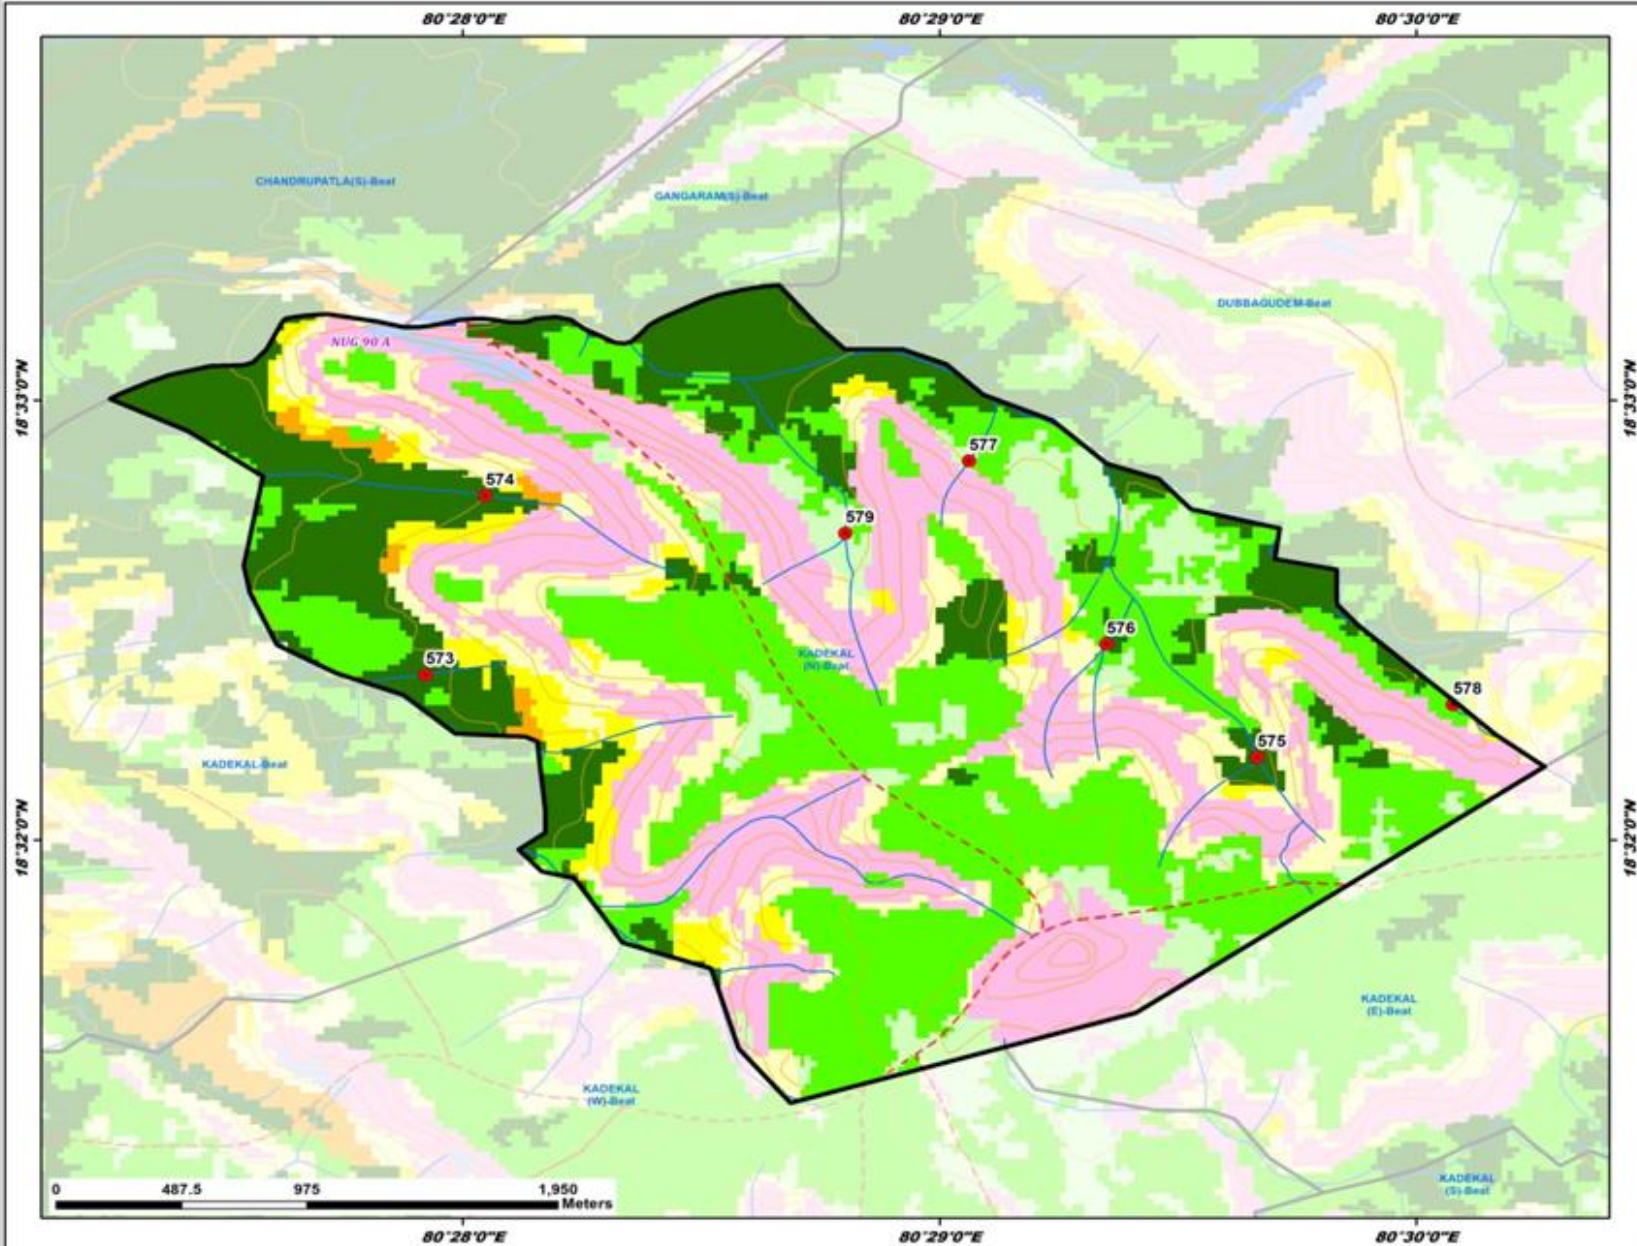 80°28'0"E 80°29'0"E 80°30'0"E
CHANDRUPATLA(S)-Beat
GANGARAM(S)-Beat
DUBBAGUDEM-Beat
NUG 90 A
18°33'0"N 18°33'0"N
577
574
579
576
KADEKAL
(N)-Beat
573
578
575
KADEKAL-Beat
18°32'0"N 18°32'0"N
KADEKAL
(E)-Beat
KADEKAL
(W)-Beat
KADEKAL
(S)-Beat
0 487.5 975 1,950
Meters
80°28'0"E 80°29'0"E 80°30'0"E